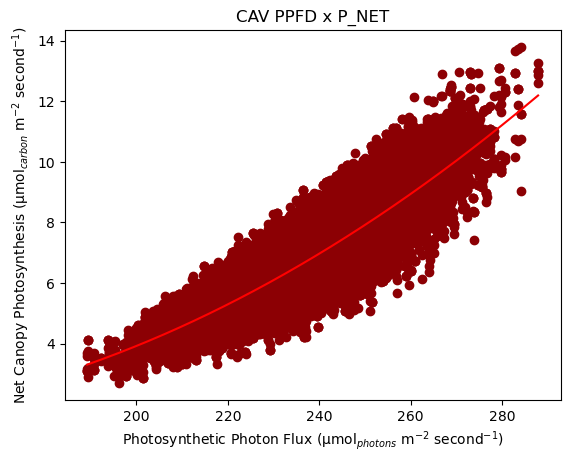 CAV PPFD x P_NET
Net Canopy Photosynthesis (μmol_carbon m⁻² second⁻¹)
14
12
10
8
6
4
200 220 240 260 280
Photosynthetic Photon Flux (μmol_photons m⁻² second⁻¹)